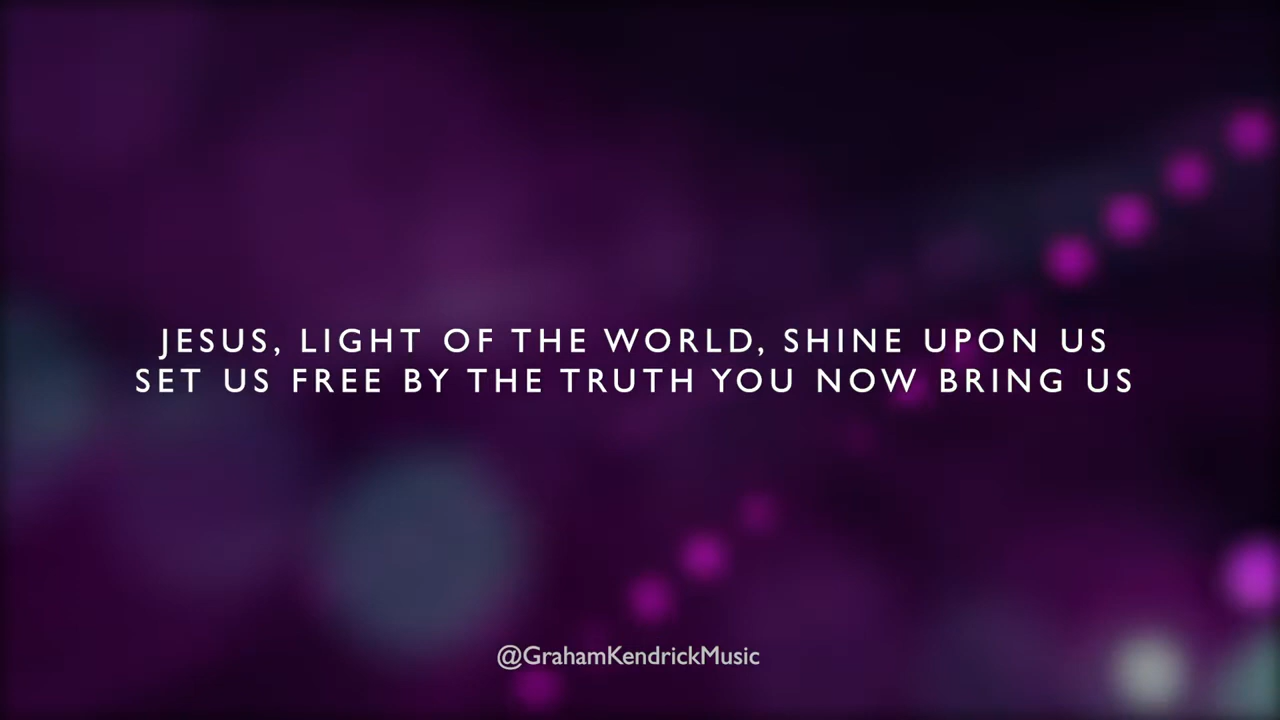 JESUS, LIGHT OF THE WORLD, SHINE UPON US
SET US FREE BY THE TRUTH YOU NOW BRING US
@GrahamKendrickMusic